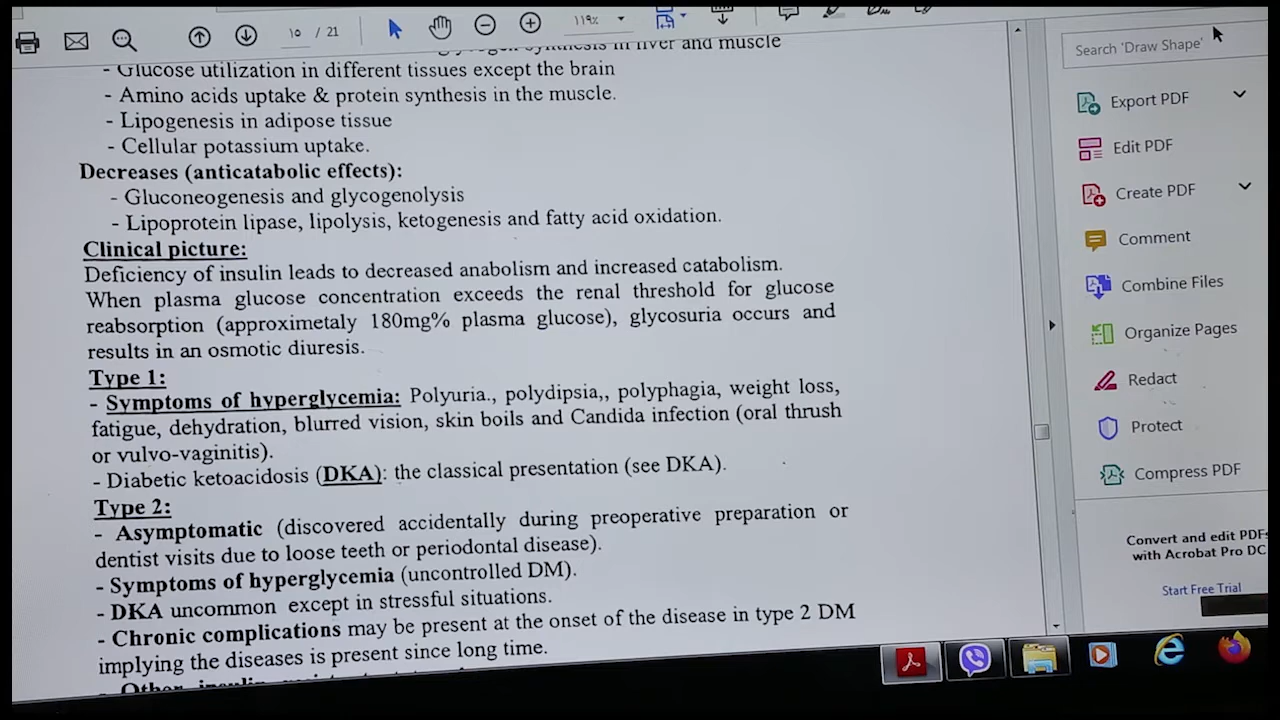 ١٥ / 21
١١٩%
Search 'Draw Shape'
synthesis in liver and muscle
- Glucose utilization in different tissues except the brain
- Amino acids uptake & protein synthesis in the muscle.
- Lipogenesis in adipose tissue
- Cellular potassium uptake.
Decreases (anticatabolic effects):
- Gluconeogenesis and glycogenolysis
- Lipoprotein lipase, lipolysis, ketogenesis and fatty acid oxidation.
Clinical picture:
Deficiency of insulin leads to decreased anabolism and increased catabolism.
When plasma glucose concentration exceeds the renal threshold for glucose
reabsorption (approximetaly 180mg% plasma glucose), glycosuria occurs and
results in an osmotic diuresis.
Type 1:
- Symptoms of hyperglycemia: Polyuria., polydipsia,, polyphagia, weight loss,
fatigue, dehydration, blurred vision, skin boils and Candida infection (oral thrush
or vulvo-vaginitis).
- Diabetic ketoacidosis (DKA): the classical presentation (see DKA).
Type 2:
- Asymptomatic (discovered accidentally during preoperative preparation or
dentist visits due to loose teeth or periodontal disease).
- Symptoms of hyperglycemia (uncontrolled DM).
- DKA uncommon except in stressful situations.
- Chronic complications may be present at the onset of the disease in type 2 DM
implying the diseases is present since long time.
- Other insulin
Export PDF
Edit PDF
Create PDF
Comment
Combine Files
Organize Pages
Redact
Protect
Compress PDF
Convert and edit PDFs
with Acrobat Pro DC
Start Free Trial